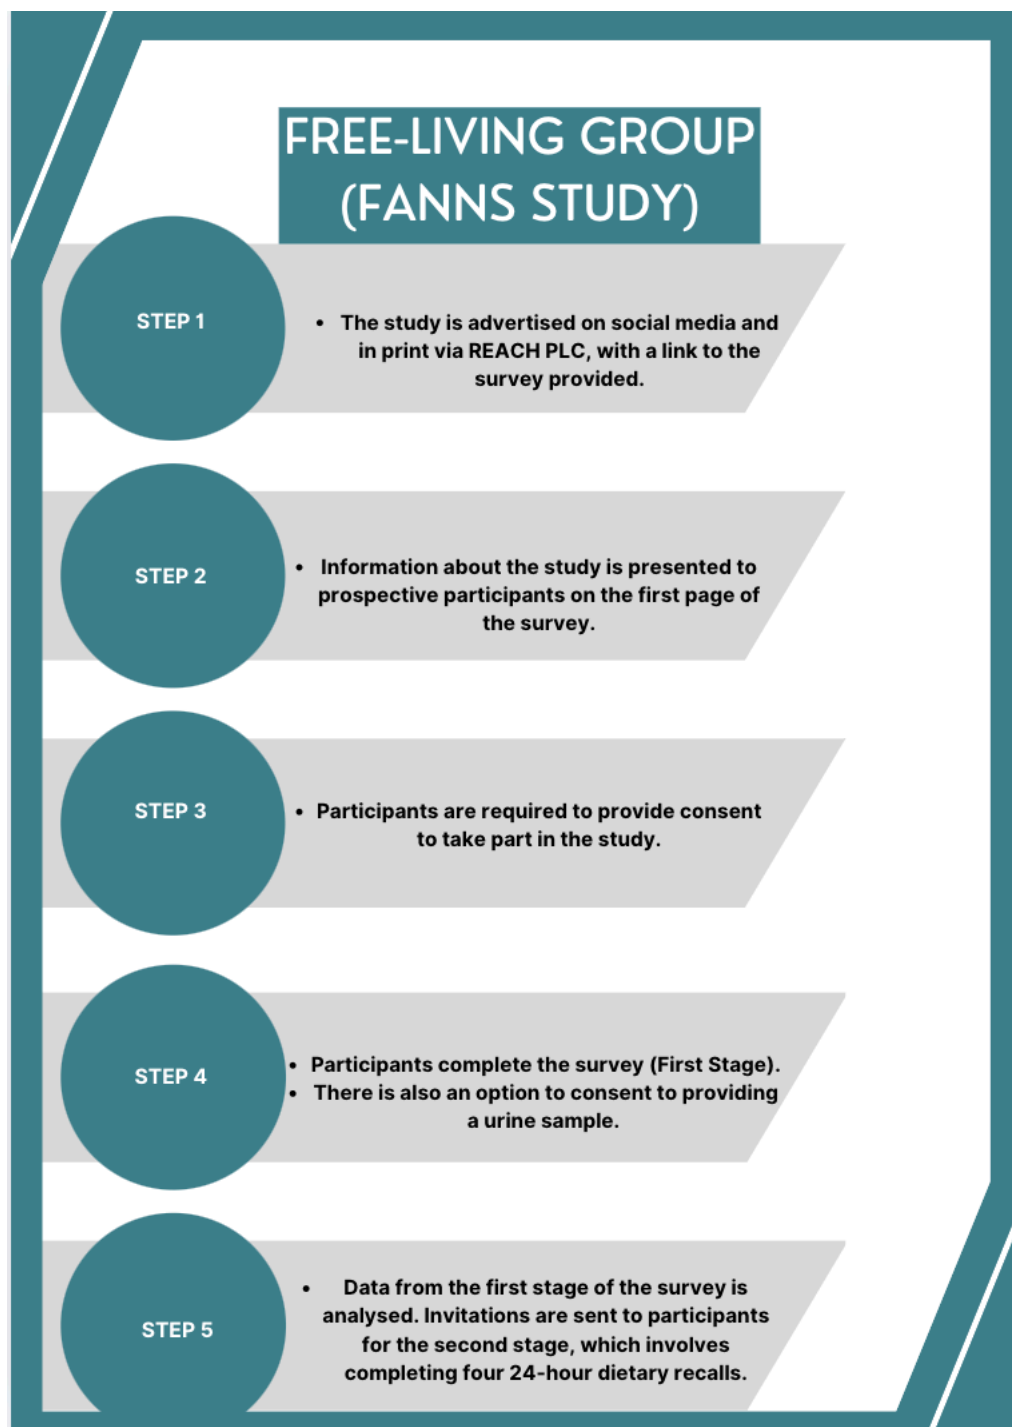 FREE-LIVING GROUP
(FANNS STUDY)
STEP 1
• The study is advertised on social media and
in print via REACH PLC, with a link to the
survey provided.
STEP 2
• Information about the study is presented to
prospective participants on the first page of
the survey.
STEP 3
• Participants are required to provide consent
to take part in the study.
STEP 4
• Participants complete the survey (First Stage).
• There is also an option to consent to providing
a urine sample.
STEP 5
• Data from the first stage of the survey is
analysed. Invitations are sent to participants
for the second stage, which involves
completing four 24-hour dietary recalls.